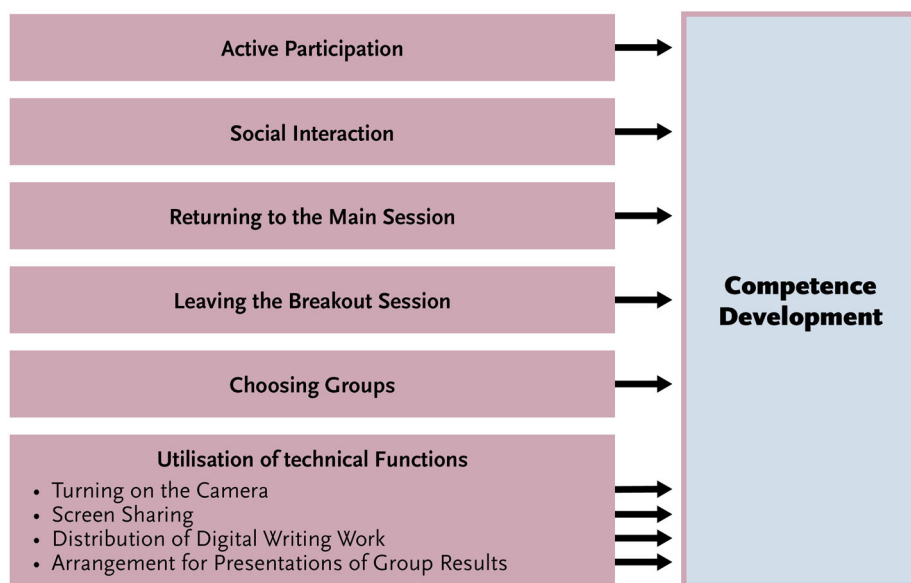 Active Participation
Social Interaction
Returning to the Main Session
Leaving the Breakout Session
Choosing Groups
Utilisation of technical Functions
• Turning on the Camera
• Screen Sharing
• Distribution of Digital Writing Work
• Arrangement for Presentations of Group Results
Competence
Development